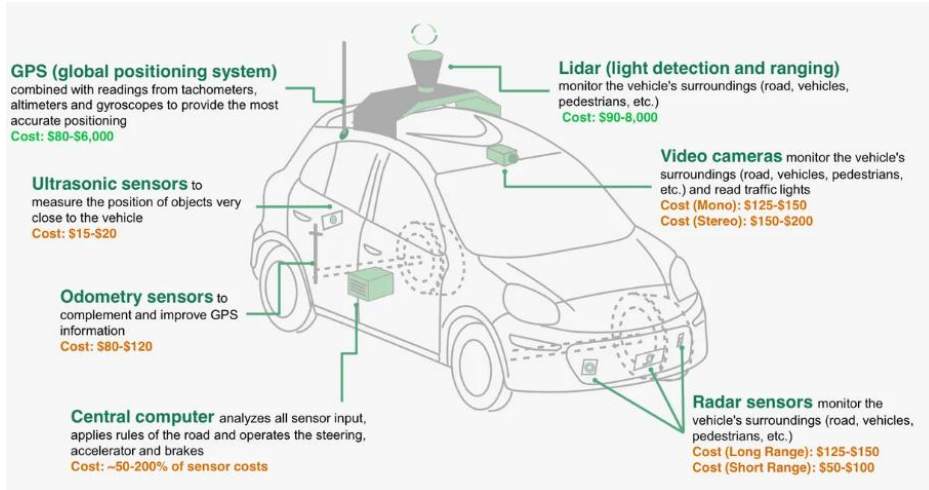 GPS (global positioning system)
combined with readings from tachometers,
altimeters and gyroscopes to provide the most
accurate positioning
Cost: $80-$6,000
Lidar (light detection and ranging)
monitor the vehicle's surroundings (road, vehicles,
pedestrians, etc.)
Cost: $90-8,000
Video cameras monitor the vehicle's
surroundings (road, vehicles, pedestrians,
etc.) and read traffic lights
Cost (Mono): $125-$150
Cost (Stereo): $150-$200
Ultrasonic sensors to
measure the position of objects very
close to the vehicle
Cost: $15-$20
Odometry sensors to
complement and improve GPS
information
Cost: $80-$120
Central computer analyzes all sensor input,
applies rules of the road and operates the steering,
accelerator and brakes
Cost: ~50-200% of sensor costs
Radar sensors monitor the
vehicle's surroundings (road, vehicles,
pedestrians, etc.)
Cost (Long Range): $125-$150
Cost (Short Range): $50-$100